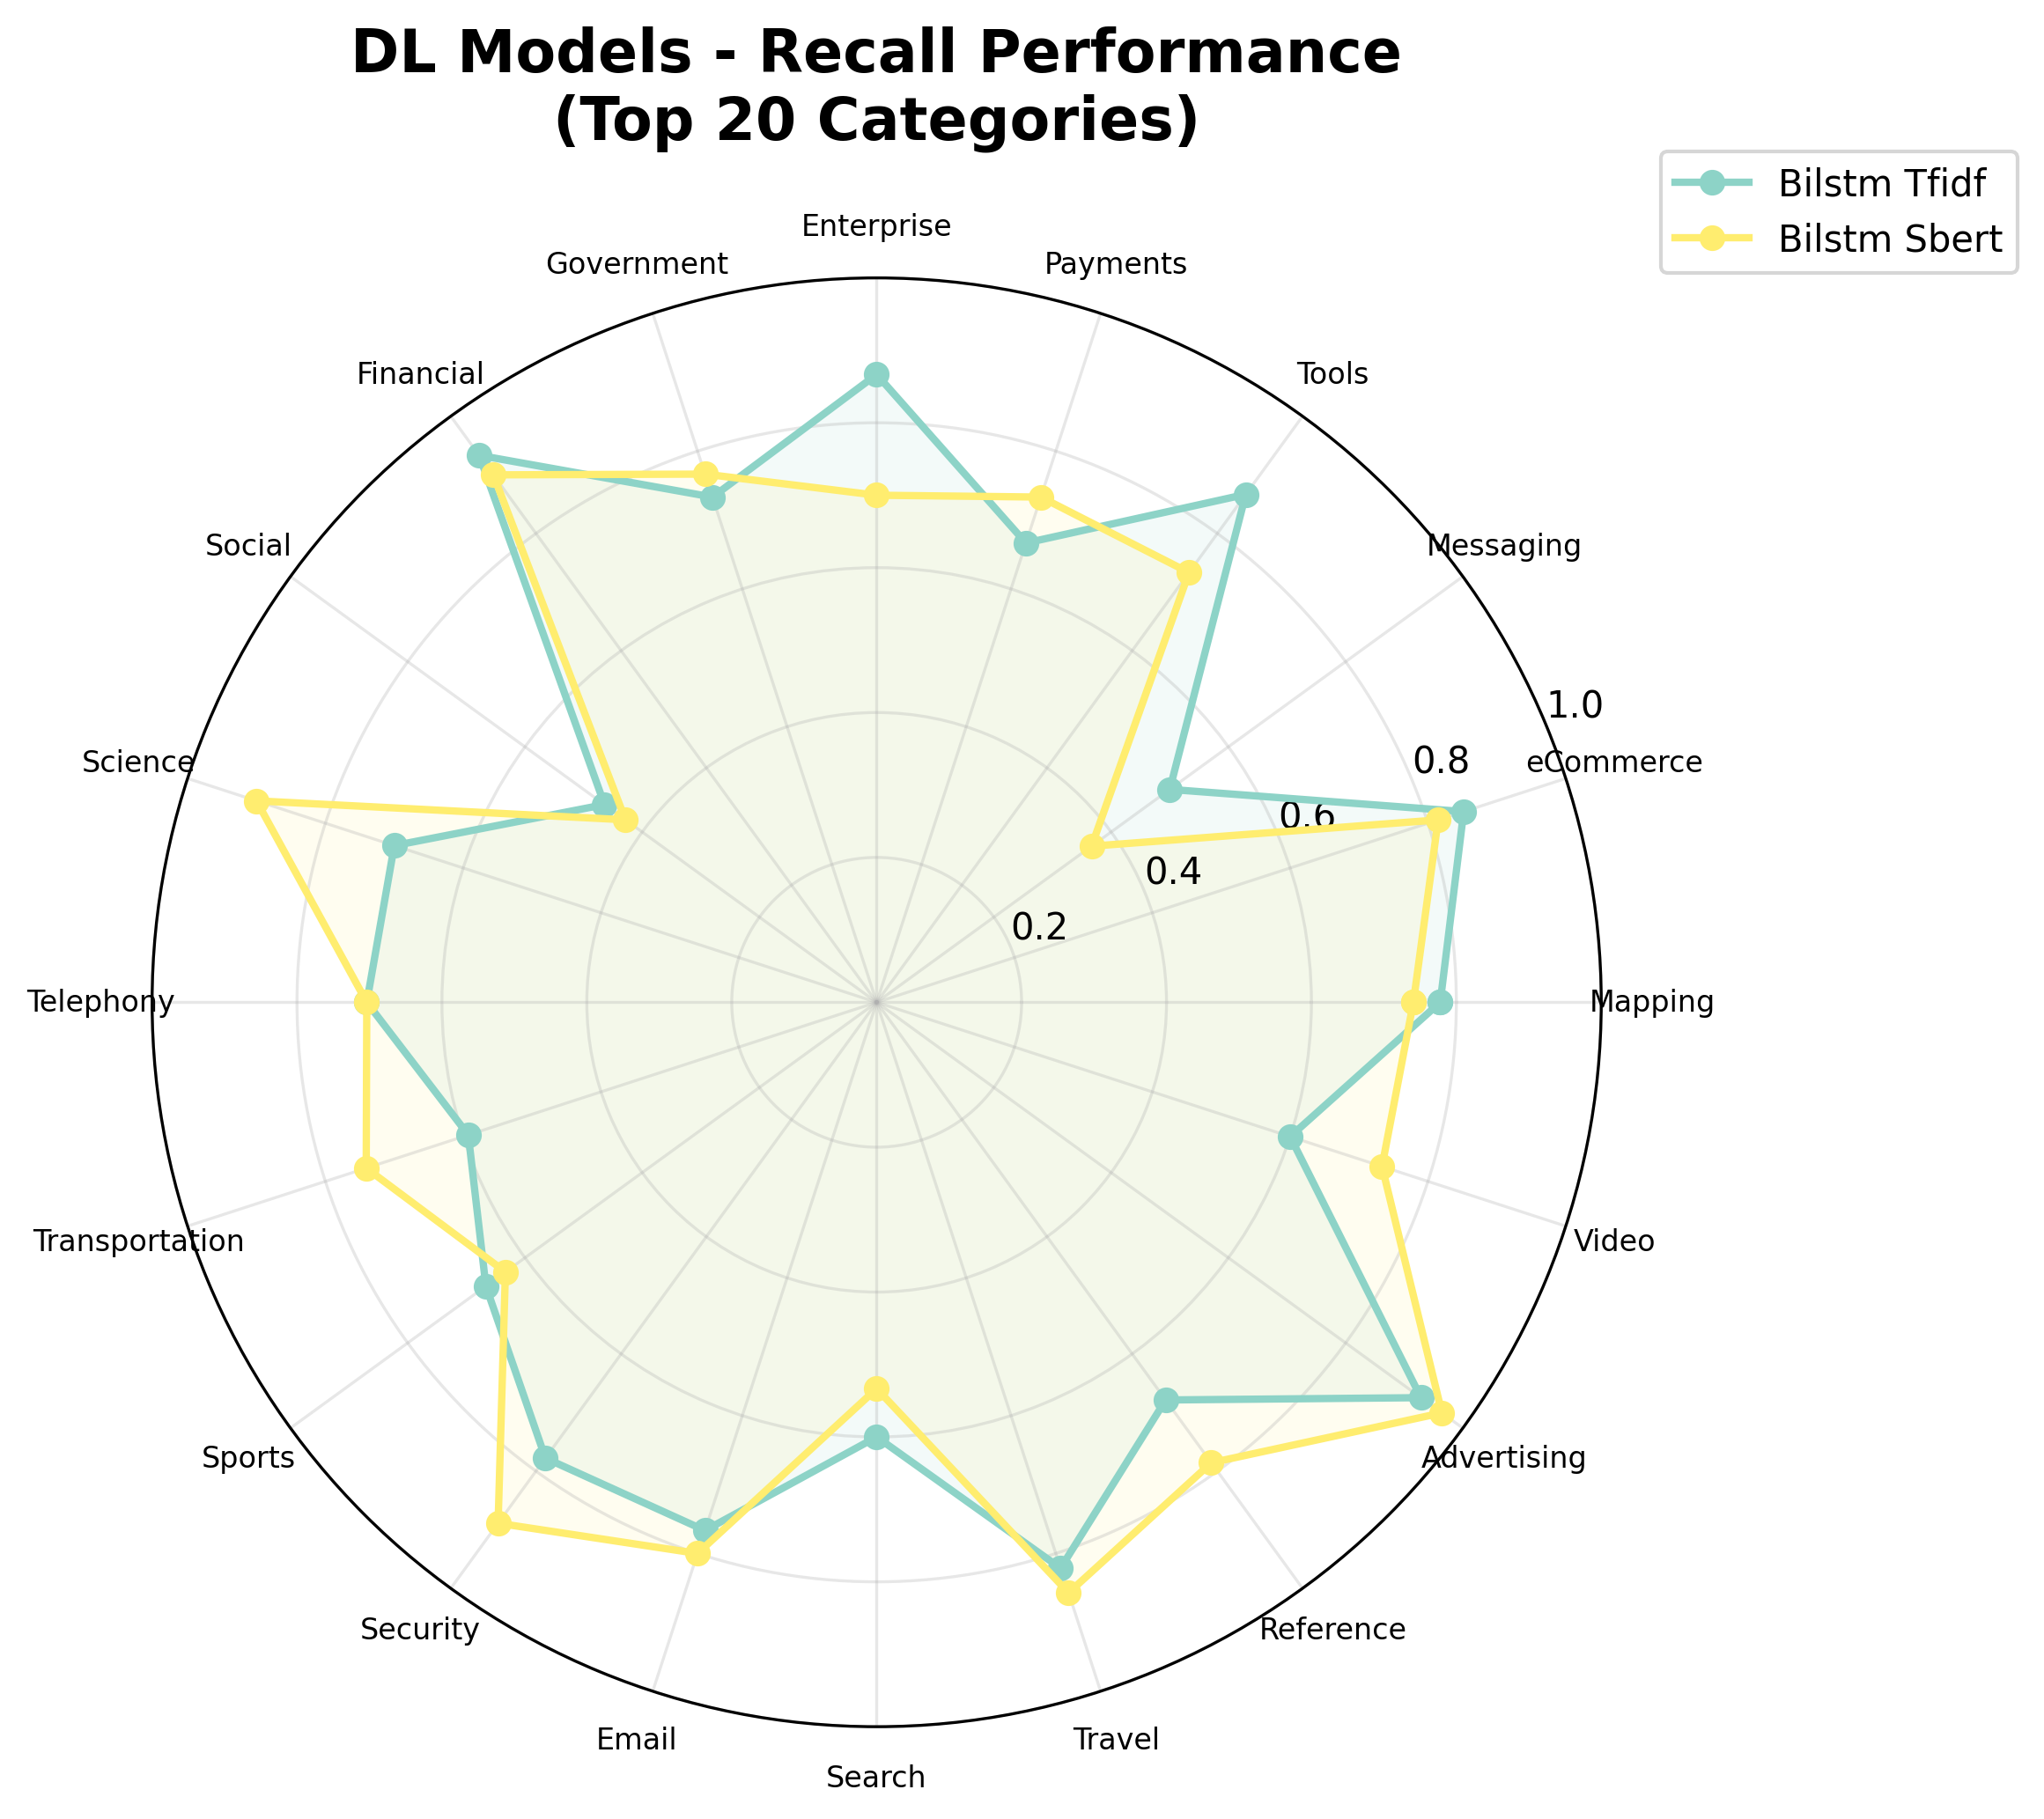 DL Models - Recall Performance
(Top 20 Categories)
Bilstm Tfidf
Bilstm Sbert
Enterprise
Government
Payments
Financial
Tools
Social
Messaging
1.0
Science
0.8
eCommerce
0.6
0.4
0.2
Telephony
Mapping
Transportation
Video
Sports
Advertising
Security
Reference
Email
Travel
Search